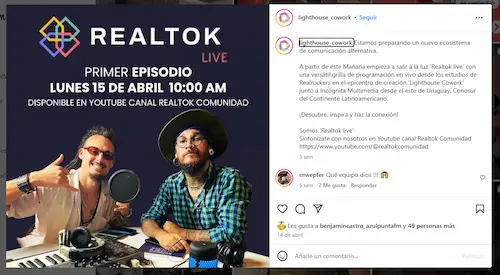 REALTOK
LIVE
PRIMER EPISODIO
LUNES 15 DE ABRIL 10:00 AM
DISPONIBLE EN YOUTUBE CANAL REALTOK COMUNIDAD
lighthouse_cowork • Seguir
lighthouse_cowork Estamos preparando un nuevo ecosistema
de comunicación alternativa.
A partir de éste Mañana empieza a salir a la luz 'Realtok live' con
una versátil grilla de programación en vivo desde los estudios de
Realrockers en el epicentro de creación 'Lighthouse Cowork'
junto a Incógnita Multimedia desde el este de Uruguay, Conosur
del Continente Latinoamericano.
¡Descubre, inspira y haz la conexión!
Somos 'Realtok live'
Sintonizate con nosotros en Youtube canal Realtok Comunidad
https://www.youtube.com/@realtokcomunidad
3 sem
mwepfer Qué equipo dios
5 sem 2 Me gusta Responder
Les gusta a benjamincastro_azulpuntafm y 49 personas más
14 de abril
Añade un comentario...
Publicar